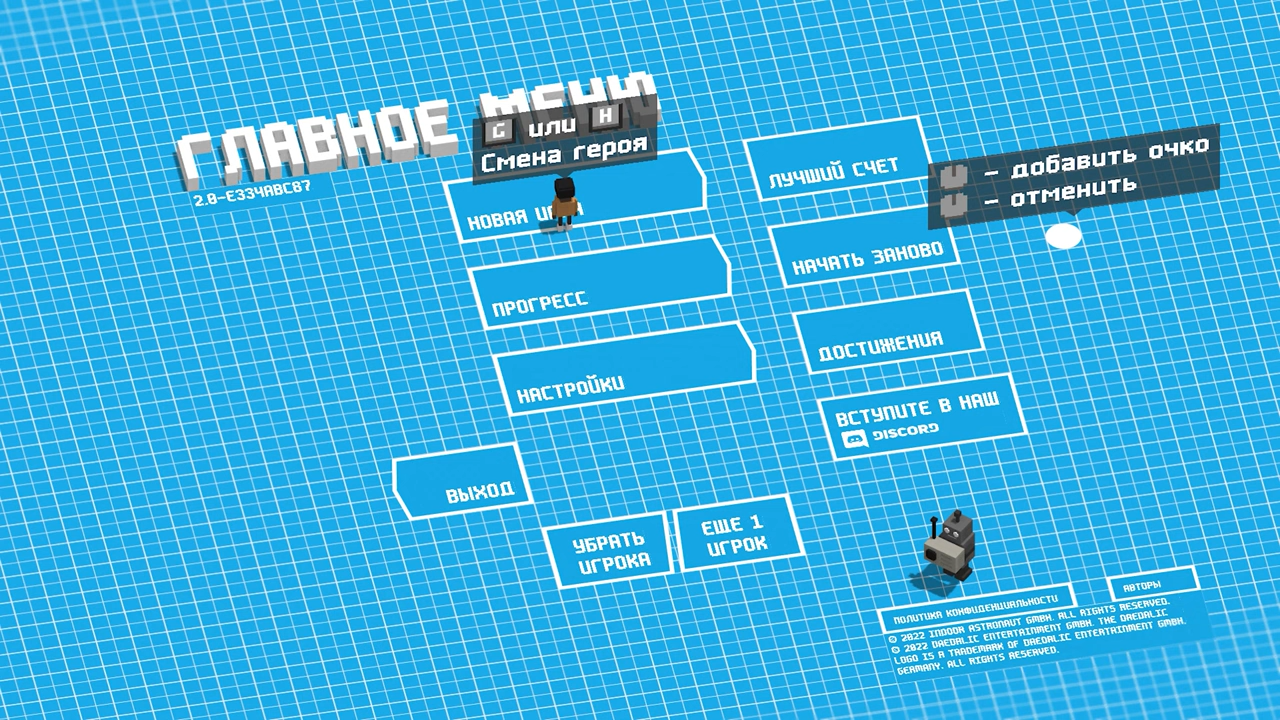 ГЛАВНОЕ МЕНЮ
2.0-E334ABC87
G или H
Смена героя
НОВАЯ
ПРОГРЕСС
НАСТРОЙКИ
ВЫХОД
УБРАТЬ
ИГРОКА
ЕЩЕ 1
ИГРОК
ЛУЧШИЙ СЧЕТ
НАЧАТЬ ЗАНОВО
ДОСТИЖЕНИЯ
ВСТУПИТЕ В НАШ
DISCORD
- добавить очко
- отменить
ПОЛИТИКА КОНФИДЕНЦИАЛЬНОСТИ
АВТОРЫ
© 2022 INDOOR ASTRONAUT GMBH. ALL RIGHTS RESERVED.
© 2022 DAEDALIC ENTERTAINMENT GMBH. THE DAEDALIC
LOGO IS A TRADEMARK OF DAEDALIC ENTERTAINMENT GMBH.
GERMANY. ALL RIGHTS RESERVED.